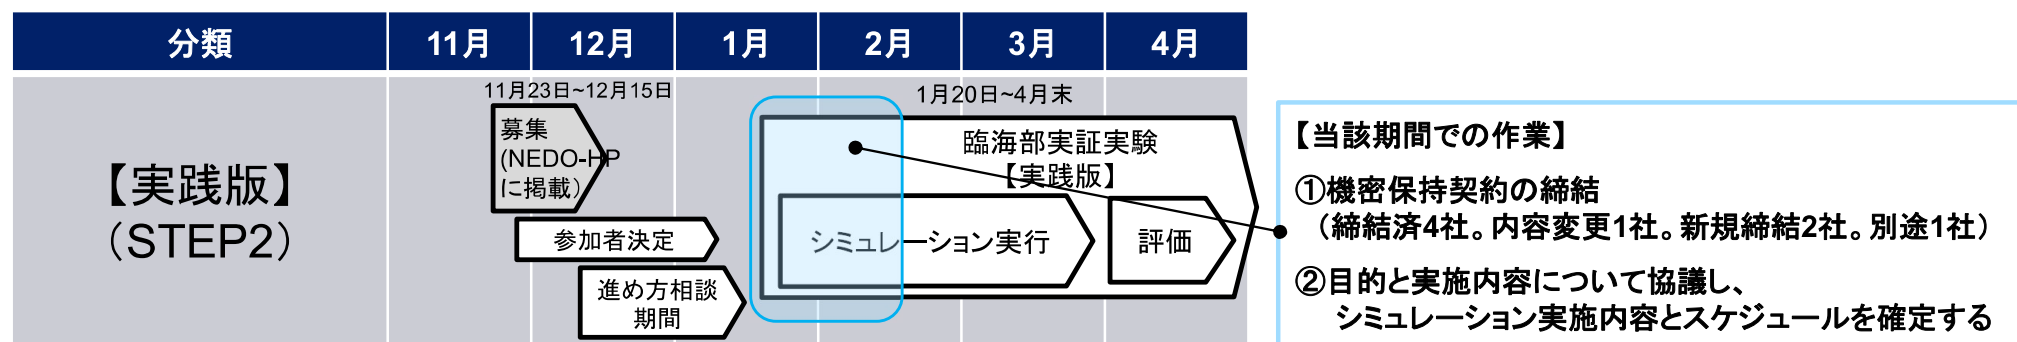 分類 11月 12月 1月 2月 3月 4月
【実践版】
（STEP2）
11月23日~12月15日
募集
(NEDO-HP
に掲載）
参加者決定
進め方相談
期間
1月20日~4月末
臨海部実証実験
【実践版】
シミュレーション実行
評価
【当該期間での作業】
①機密保持契約の締結
（締結済4社。内容変更1社。新規締結2社。別途1社）
②目的と実施内容について協議し、
シミュレーション実施内容とスケジュールを確定する